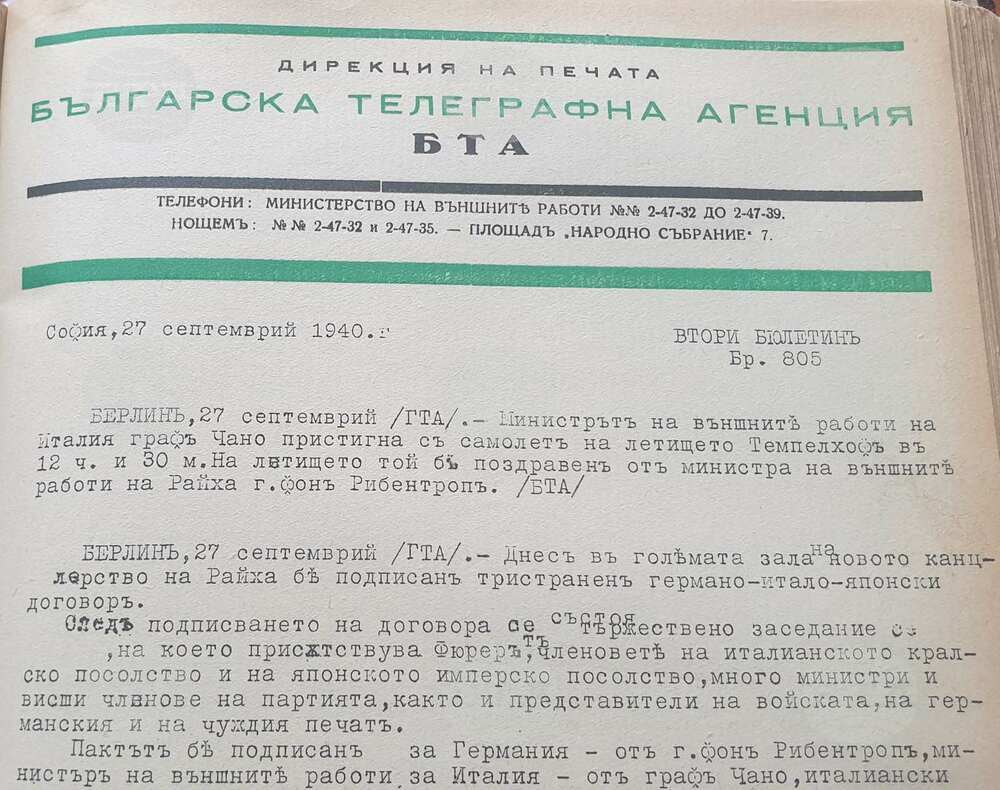 ДИРЕКЦИЯ НА ПЕЧАТА
БЪЛГАРСКА ТЕЛЕГРАФНА АГЕНЦИЯ
БТА
ТЕЛЕФОНИ: МИНИСТЕРСТВО НА ВЪНШНИТѢ РАБОТИ №№ 2-47-32 ДО 2-47-39.
НОЩЕМЪ: №№ 2-47-32 и 2-47-35. — ПЛОЩАДЪ „НАРОДНО СЪБРАНИЕ“ 7.
София,27 септемврий 1940.г
ВТОРИ БЮЛЕТИНЪ
Бр. 805
БЕРЛИНЪ,27 септемврий /ГТА/.- Министрътъ на външнитѣ работи на
Италия графъ Чано пристигна съ самолетъ на летището Темпелхофъ въ
12 ч. и 30 м.На летището той бѣ поздравенъ отъ министра на външнитѣ
работи на Райха г.фонъ Рибентропъ. /БТА/
БЕРЛИНЪ,27 септемврий /ГТА/.- Днесъ въ голѣмата зала на новото канц-
лерство на Райха бѣ подписанъ тристраненъ германо-итало-японски
договоръ.
Следъ подписването на договора се състоя тържествено заседание
,на което присѫтствува Фюрерътъ,членоветѣ на италианското крал-
ско посолство и на японското имперско посолство,много министри и
висши членове на партията,както и представители на войската,на гер-
манския и на чуждия печатъ.
Пактътъ бѣ подписанъ за Германия - отъ г.фонъ Рибентропъ,ми-
нистъръ на външнитѣ работи,за Италия - отъ графъ Чано,италиански